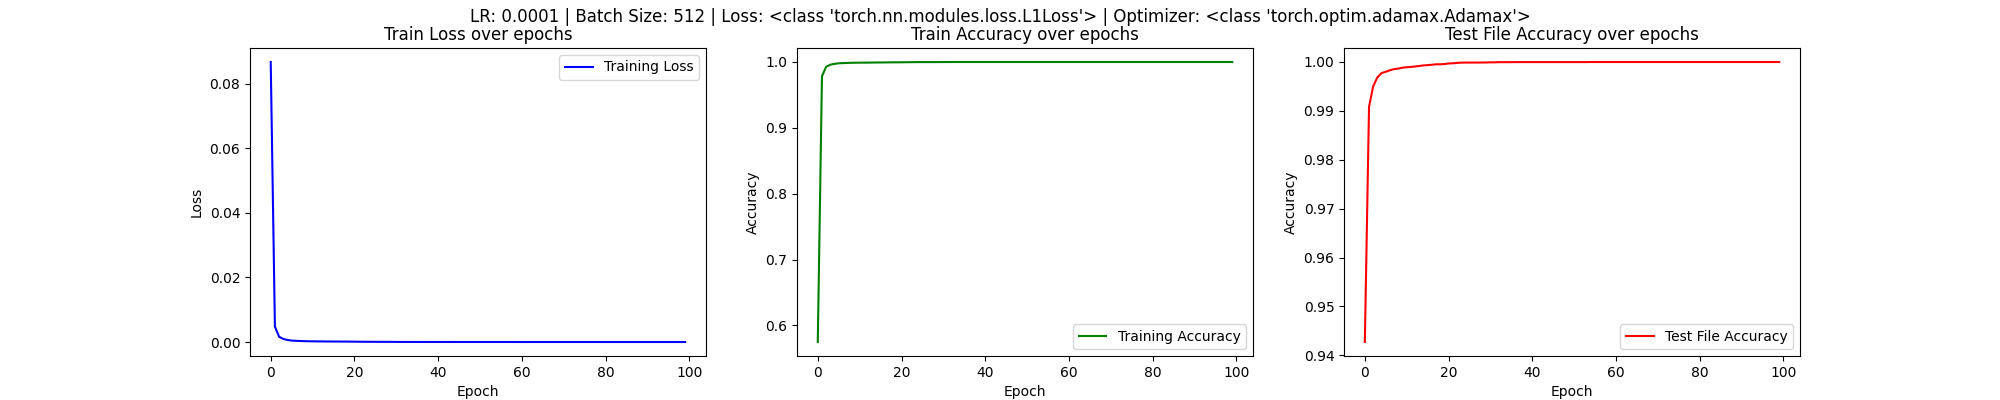 LR: 0.0001 | Batch Size: 512 | Loss: <class 'torch.nn.modules.loss.L1Loss'> | Optimizer: <class 'torch.optim.adamax.Adamax'>
Train Loss over epochs
Training Loss
0.08
0.06
0.04
0.02
0.00
Loss
0 20 40 60 80 100
Epoch
Train Accuracy over epochs
1.0
0.9
0.8
0.7
0.6
Accuracy
Training Accuracy
0 20 40 60 80 100
Epoch
Test File Accuracy over epochs
1.00
0.99
0.98
0.97
0.96
0.95
0.94
Accuracy
Test File Accuracy
0 20 40 60 80 100
Epoch